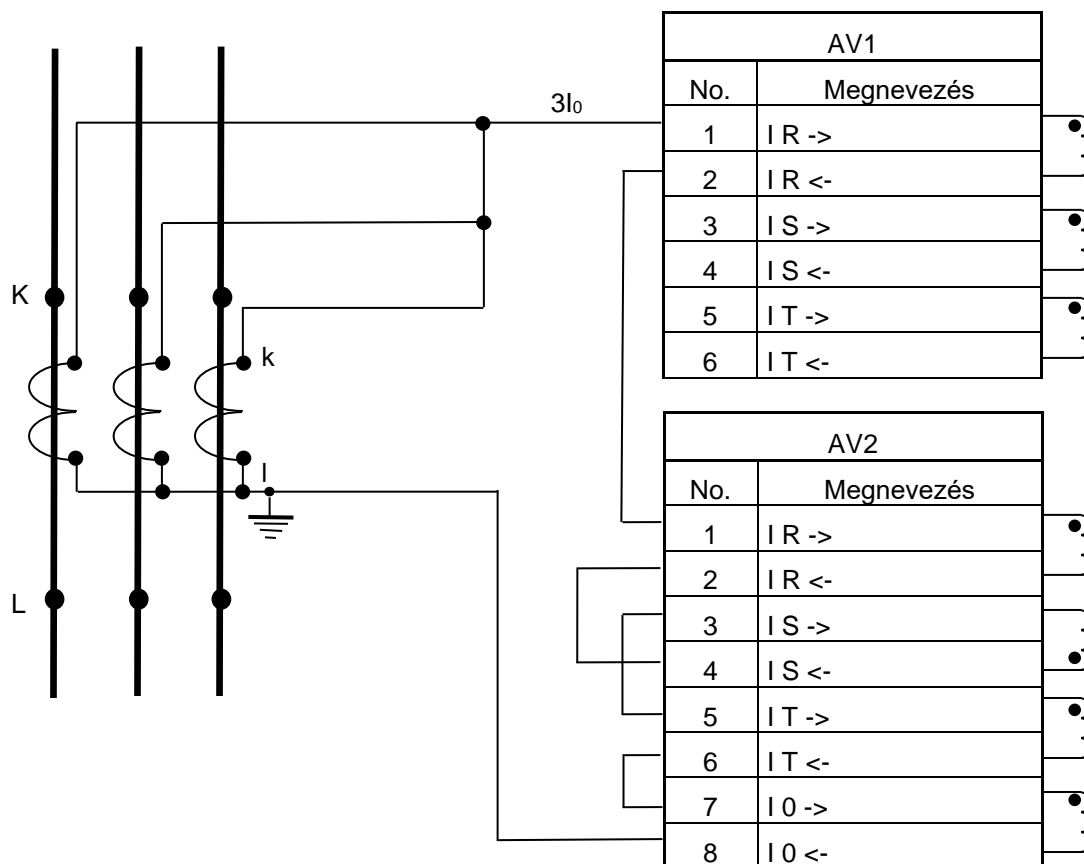 3I₀
K
k
l
L
AV1
No. Megnevezés
1 I R ->
2 I R <-
3 I S ->
4 I S <-
5 I T ->
6 I T <-
AV2
No. Megnevezés
1 I R ->
2 I R <-
3 I S ->
4 I S <-
5 I T ->
6 I T <-
7 I 0 ->
8 I 0 <-